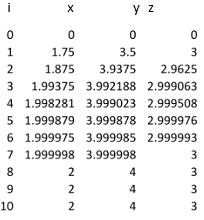 i x y z
0 0 0 0
1 1.75 3.5 3
2 1.875 3.9375 2.9625
3 1.99375 3.992188 2.999063
4 1.998281 3.999023 2.999508
5 1.999879 3.999878 2.999976
6 1.999975 3.999985 2.999993
7 1.999998 3.999998 3
8 2 4 3
9 2 4 3
10 2 4 3